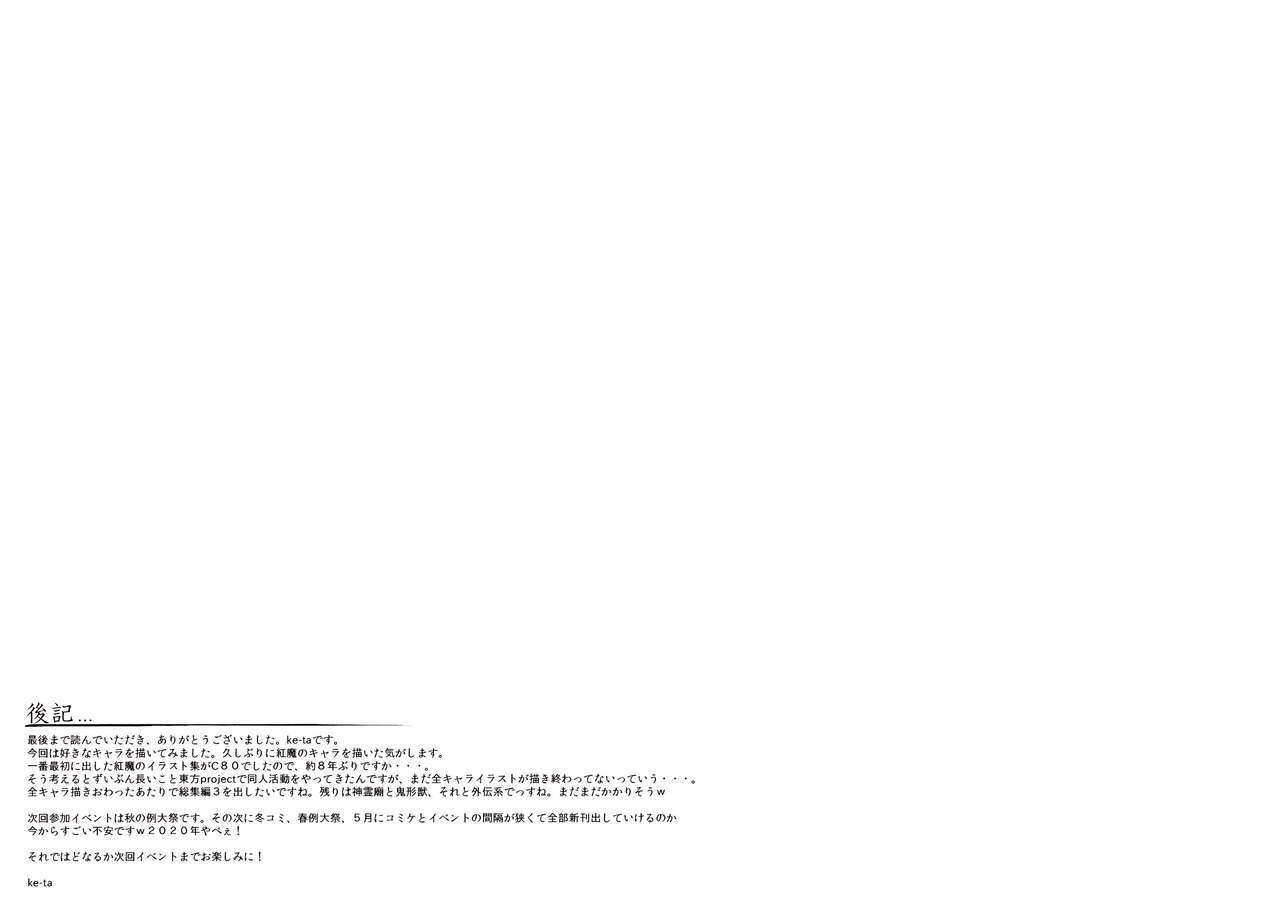 後記...
最後まで読んでいただき、ありがとうございました。ke-taです。
今回は好きなキャラを描いてみました。久しぶりに紅魔のキャラを描いた気がします。
一番最初に出した紅魔のイラスト集がC８０でしたので、約８年ぶりですか・・・。
そう考えるとずいぶん長いこと東方projectで同人活動をやってきたんですが、まだ全キャライラストが描き終わってないっていう・・・。
全キャラ描きおわったあたりで総集編３を出したいですね。残りは神霊廟と鬼形獣、それと外伝系でっすね。まだまだかかりそうｗ
次回参加イベントは秋の例大祭です。その次に冬コミ、春例大祭、５月にコミケとイベントの間隔が狭くて全部新刊出していけるのか
今からすごい不安ですｗ２０２０年やべぇ！
それではどなるか次回イベントまでお楽しみに！
ke-ta